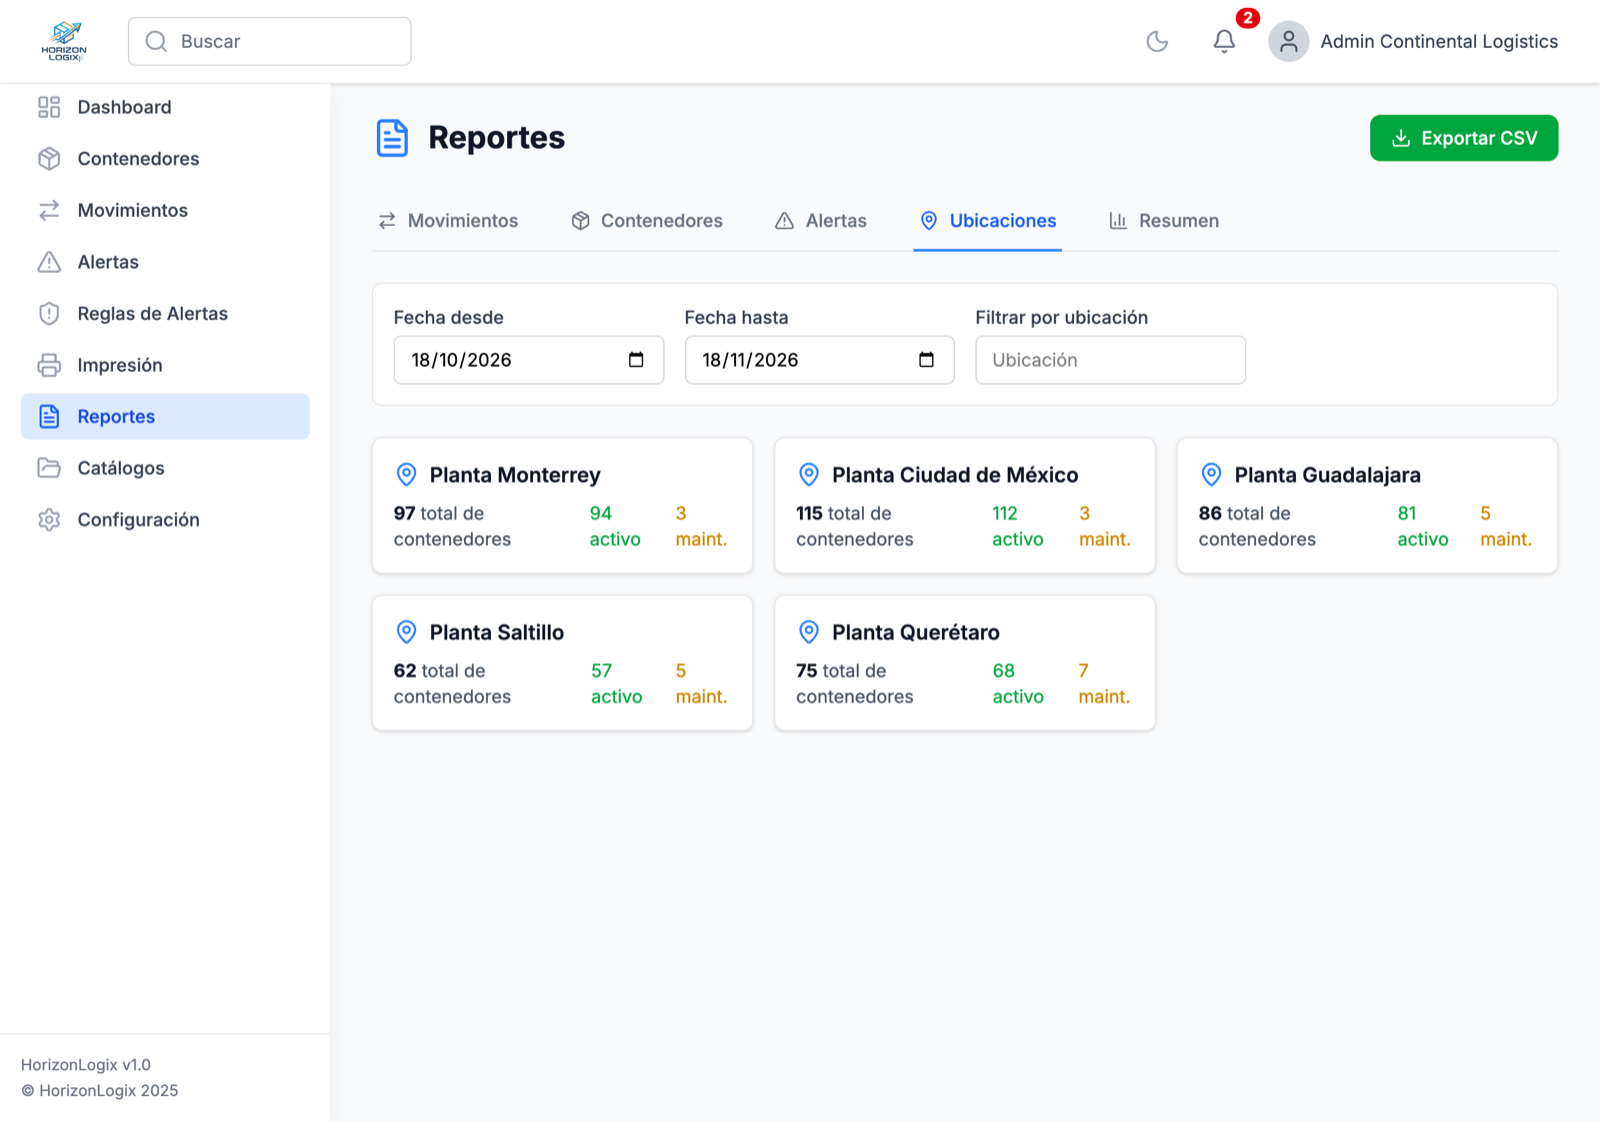 HORIZON
LOGIX
Buscar
2
Admin Continental Logistics
Dashboard
Contenedores
Movimientos
Alertas
Reglas de Alertas
Impresión
Reportes
Catálogos
Configuración
HorizonLogix v1.0
© HorizonLogix 2025
Reportes
Exportar CSV
Movimientos
Contenedores
Alertas
Ubicaciones
Resumen
Fecha desde
18/10/2026
Fecha hasta
18/11/2026
Filtrar por ubicación
Ubicación
Planta Monterrey
97 total de
contenedores
94
activo
3
maint.
Planta Ciudad de México
115 total de
contenedores
112
activo
3
maint.
Planta Guadalajara
86 total de
contenedores
81
activo
5
maint.
Planta Saltillo
62 total de
contenedores
57
activo
5
maint.
Planta Querétaro
75 total de
contenedores
68
activo
7
maint.